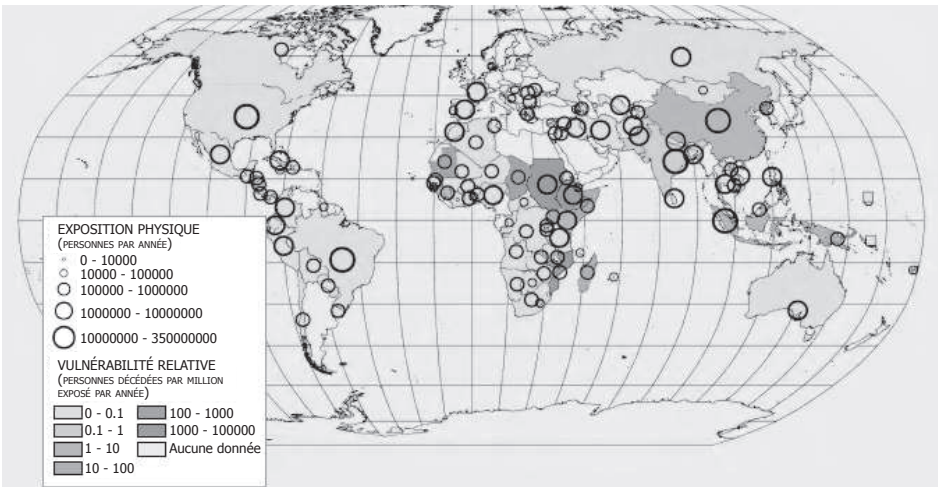 EXPOSITION PHYSIQUE
(PERSONNES PAR ANNÉE)
0 - 10000
10000 - 100000
100000 - 1000000
1000000 - 10000000
10000000 - 350000000
VULNÉRABILITÉ RELATIVE
(PERSONNES DÉCÉDÉES PAR MILLION
EXPOSÉ PAR ANNÉE)
0 - 0.1
0.1 - 1
1 - 10
10 - 100
100 - 1000
1000 - 100000
Aucune donnée